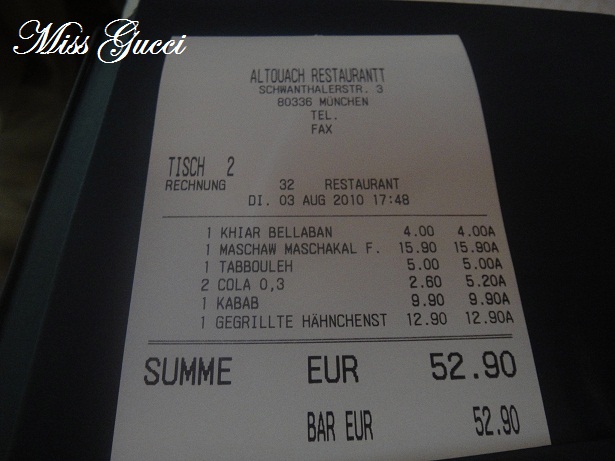 Miss Gucci
ALTOUACH RESTAURANTT
SCHWANTHALERSTR. 3
80336 MÜNCHEN
TEL.
FAX
TISCH 2
RECHNUNG 32 RESTAURANT
DI. 03 AUG 2010 17:48
1 KHIAR BELLABAN 4.00 4.00A
1 MASCHAW MASCHAKAL F. 15.90 15.90A
1 TABBOULEH 5.00 5.00A
2 COLA 0,3 2.60 5.20A
1 KABAB 9.90 9.90A
1 GEGRILLTE HÄHNCHENST 12.90 12.90A
SUMME EUR 52.90
BAR EUR 52.90